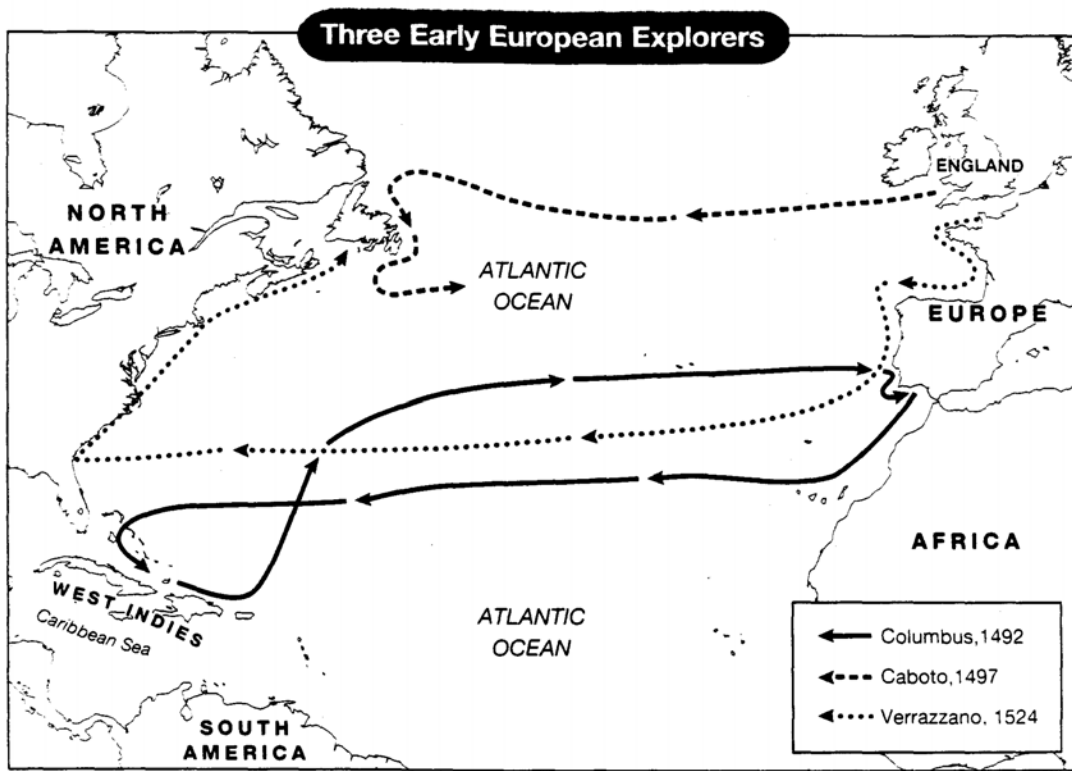 Three Early European Explorers
ENGLAND
NORTH
AMERICA
ATLANTIC
OCEAN
EUROPE
AFRICA
WEST INDIES
Caribbean Sea
ATLANTIC
OCEAN
SOUTH
AMERICA
Columbus, 1492
Caboto, 1497
Verrazzano, 1524